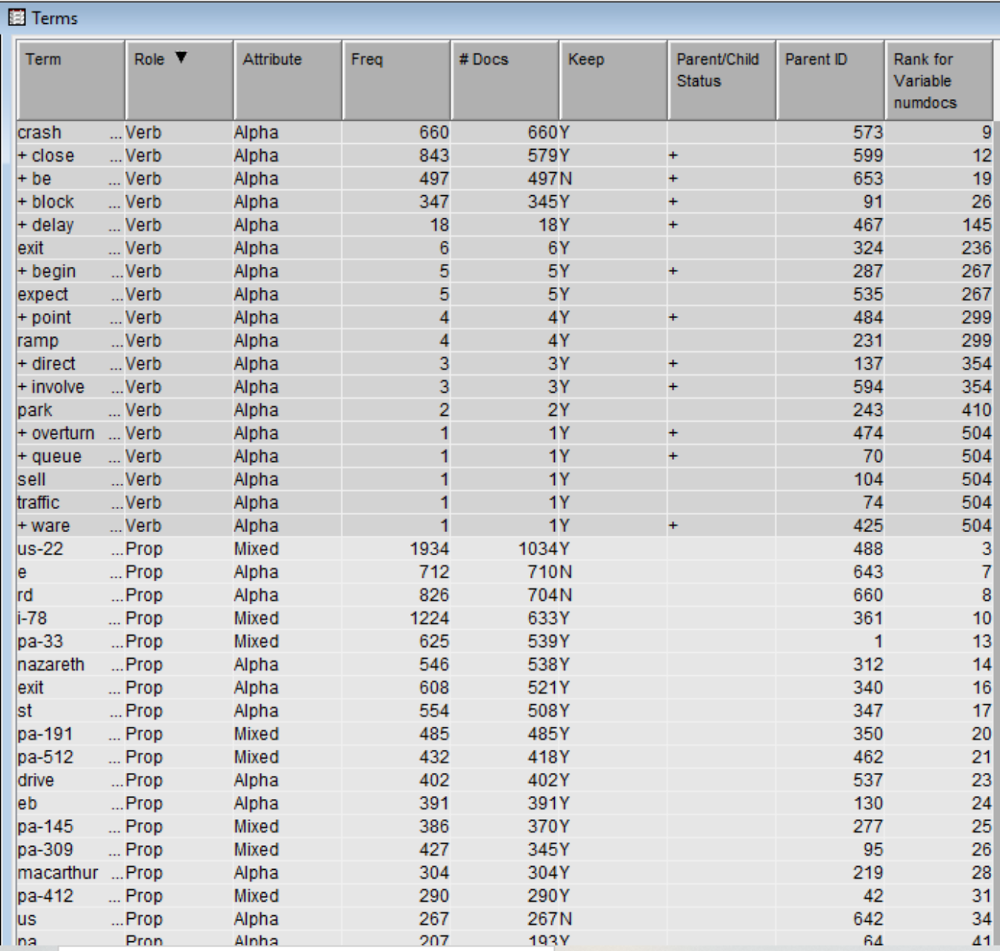 Terms
Term Role ▼ Attribute Freq # Docs Keep Parent/Child Status Parent ID Rank for Variable numdocs
crash ... Verb Alpha 660 660 Y 573 9
+ close ... Verb Alpha 843 579 Y + 599 12
+ be ... Verb Alpha 497 497 N + 653 19
+ block ... Verb Alpha 347 345 Y + 91 26
+ delay ... Verb Alpha 18 18 Y + 467 145
exit ... Verb Alpha 6 6 Y 324 236
+ begin ... Verb Alpha 5 5 Y + 287 267
expect ... Verb Alpha 5 5 Y 535 267
+ point ... Verb Alpha 4 4 Y + 484 299
ramp ... Verb Alpha 4 4 Y 231 299
+ direct ... Verb Alpha 3 3 Y + 137 354
+ involve ... Verb Alpha 3 3 Y + 594 354
park ... Verb Alpha 2 2 Y 243 410
+ overturn ... Verb Alpha 1 1 Y + 474 504
+ queue ... Verb Alpha 1 1 Y + 70 504
sell ... Verb Alpha 1 1 Y 104 504
traffic ... Verb Alpha 1 1 Y 74 504
+ ware ... Verb Alpha 1 1 Y + 425 504
us-22 ... Prop Mixed 1934 1034 Y 488 3
e ... Prop Alpha 712 710 N 643 7
rd ... Prop Alpha 826 704 N 660 8
i-78 ... Prop Mixed 1224 633 Y 361 10
pa-33 ... Prop Mixed 625 539 Y 1 13
nazareth ... Prop Alpha 546 538 Y 312 14
exit ... Prop Alpha 608 521 Y 340 16
st ... Prop Alpha 554 508 Y 347 17
pa-191 ... Prop Mixed 485 485 Y 350 20
pa-512 ... Prop Mixed 432 418 Y 462 21
drive ... Prop Alpha 402 402 Y 537 23
eb ... Prop Alpha 391 391 Y 130 24
pa-145 ... Prop Mixed 386 370 Y 277 25
pa-309 ... Prop Mixed 427 345 Y 95 26
macarthur ... Prop Alpha 304 304 Y 219 28
pa-412 ... Prop Mixed 290 290 Y 42 31
us ... Prop Alpha 267 267 N 642 34
pa Prop Alpha 207 193 Y 64 41